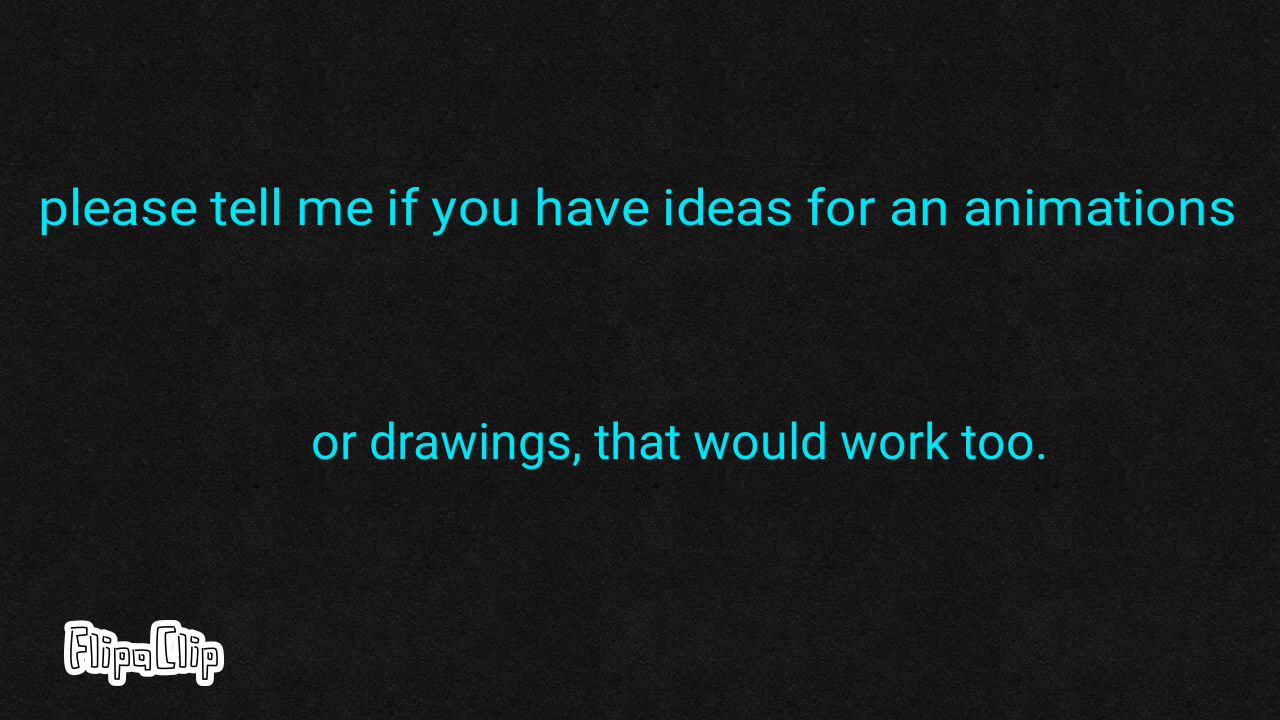 please tell me if you have ideas for an animations
or drawings, that would work too.
FlipaClip